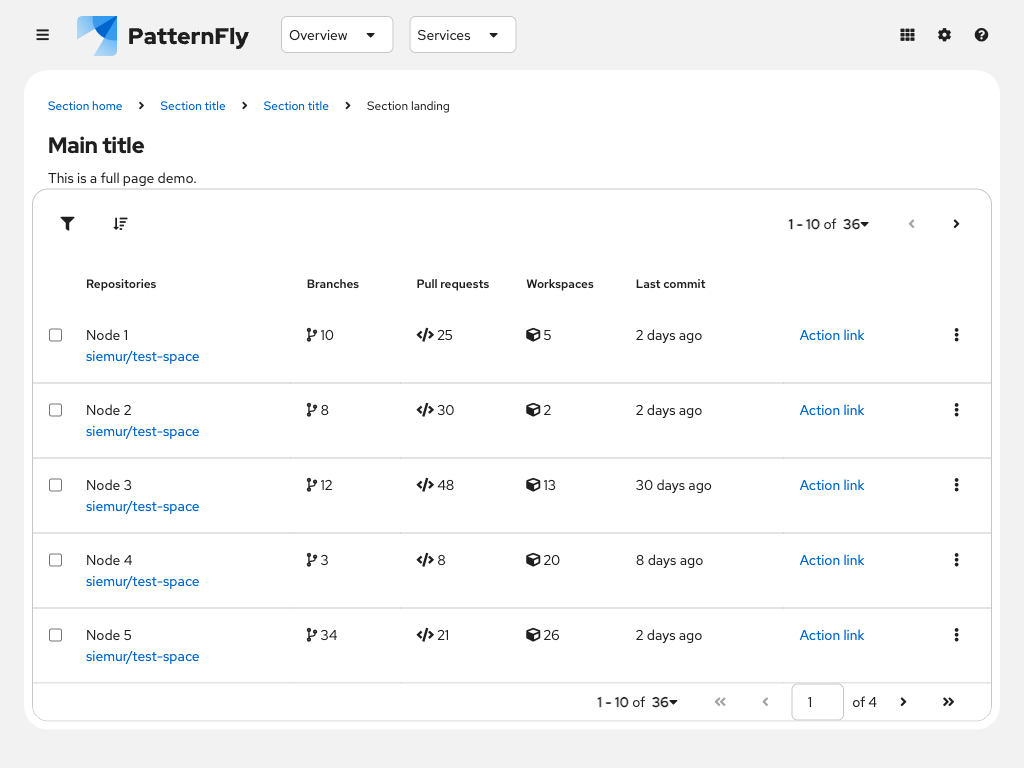 PatternFly Overview Services
Section home Section title Section title Section landing
Main title
This is a full page demo.
1 - 10 of 36
Repositories Branches Pull requests Workspaces Last commit
Node 1 10 25 5 2 days ago Action link
siemur/test-space
Node 2 8 30 2 2 days ago Action link
siemur/test-space
Node 3 12 48 13 30 days ago Action link
siemur/test-space
Node 4 3 8 20 8 days ago Action link
siemur/test-space
Node 5 34 21 26 2 days ago Action link
siemur/test-space
1 - 10 of 36 1 of 4